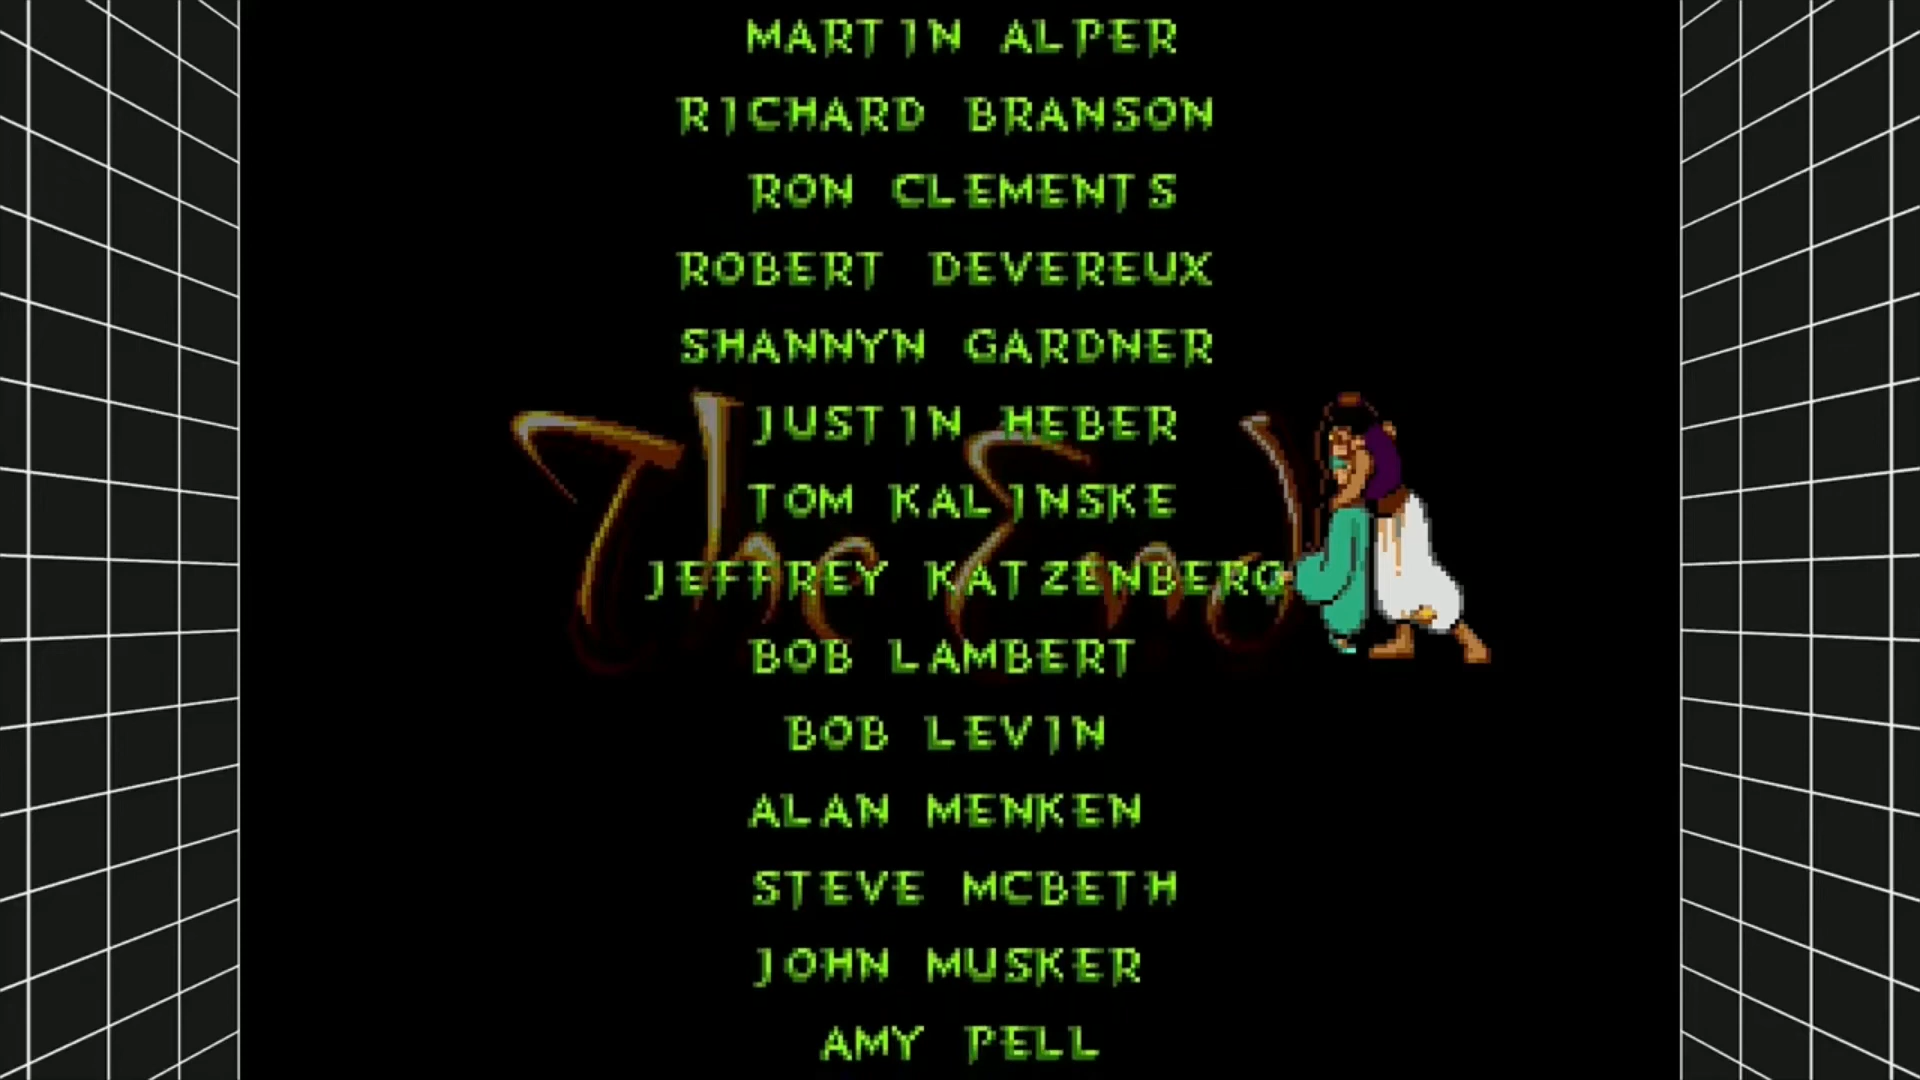 MARTIN ALPER
RICHARD BRANSON
RON CLEMENTS
ROBERT DEVEREUX
SHANNYN GARDNER
JUSTIN HEBER
TOM KALINSKE
JEFFREY KATZENBERG
The End
BOB LAMBERT
BOB LEVIN
ALAN MENKEN
STEVE MCBETH
JOHN MUSKER
AMY PELL